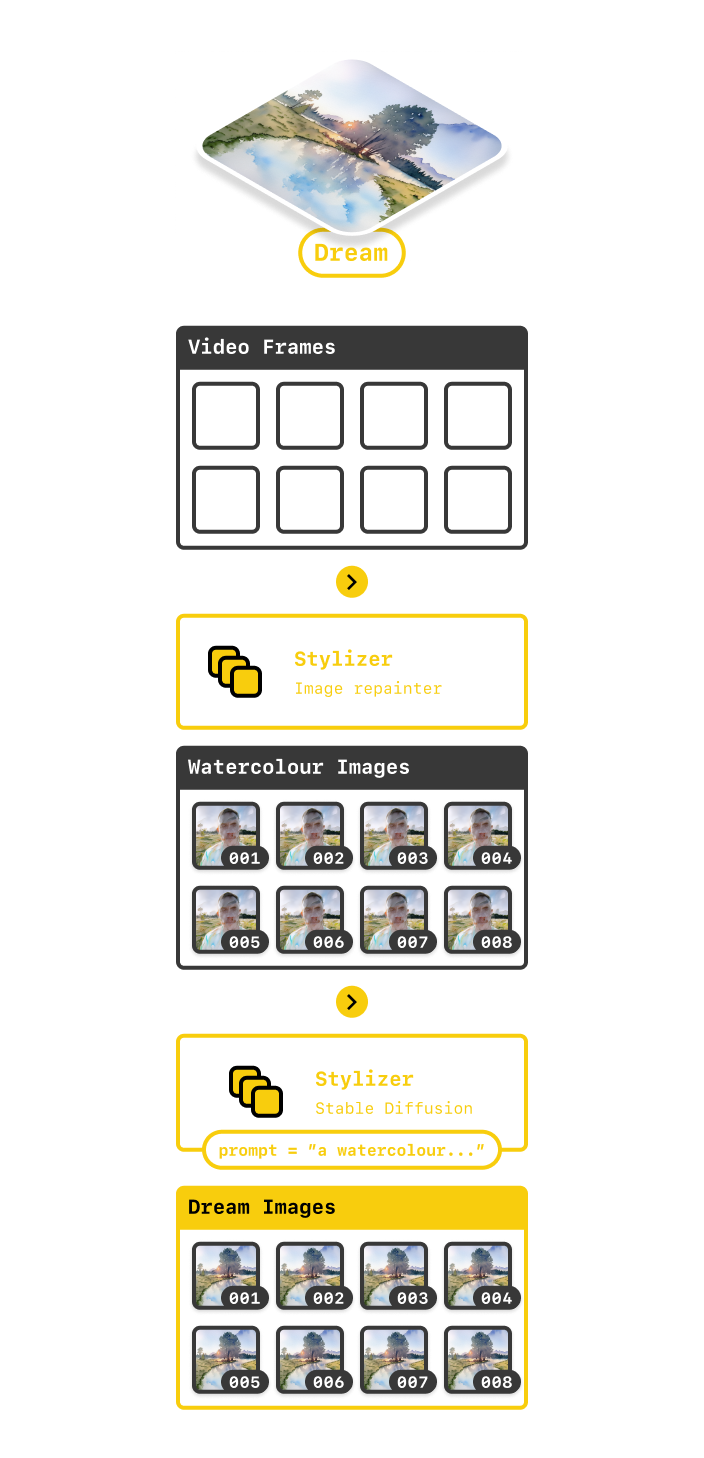 Dream
Video Frames
Stylizer
Image repainter
Watercolour Images
001 002 003 004
005 006 007 008
Stylizer
Stable Diffusion
prompt = "a watercolour..."
Dream Images
001 002 003 004
005 006 007 008